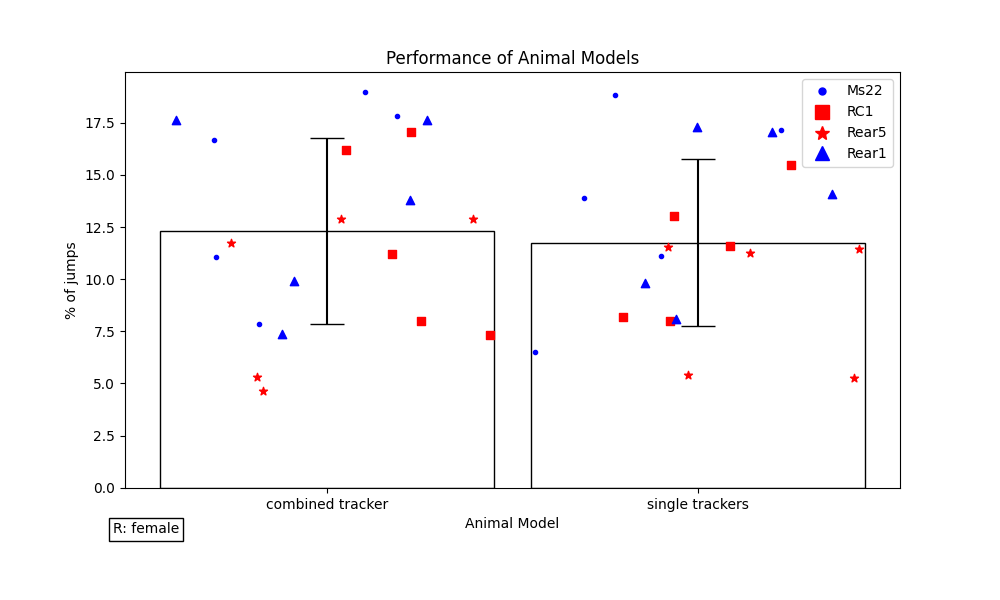 Performance of Animal Models
Ms22
RC1
Rear5
Rear1
% of jumps
17.5
15.0
12.5
10.0
7.5
5.0
2.5
0.0
combined tracker
single trackers
Animal Model
R: female